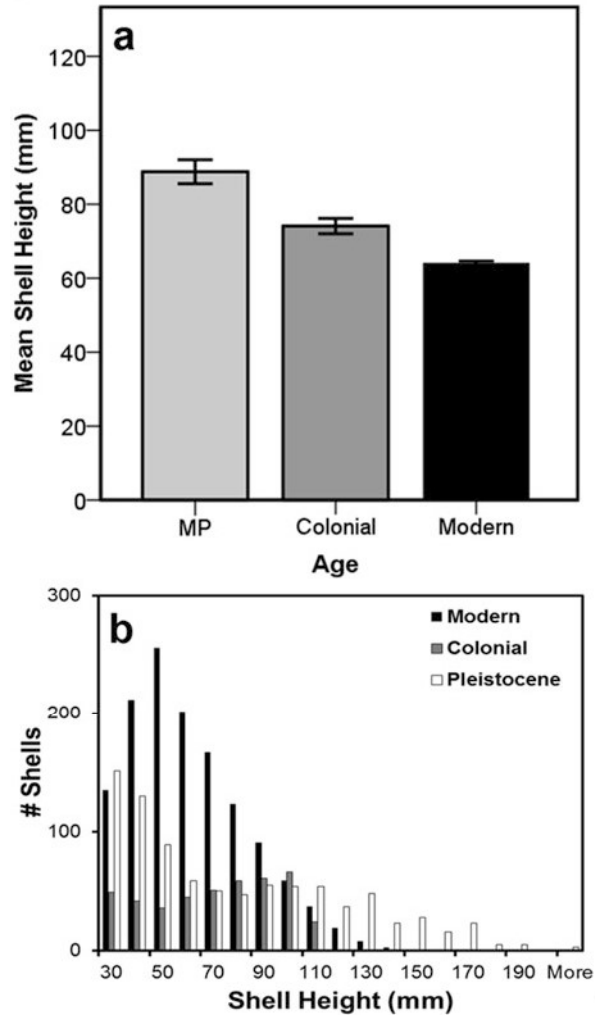 a
120
100
80
60
40
20
0
Mean Shell Height (mm)
MP Colonial Modern
Age
b
300
200
100
0
# Shells
Modern
Colonial
Pleistocene
30 50 70 90 110 130 150 170 190 More
Shell Height (mm)